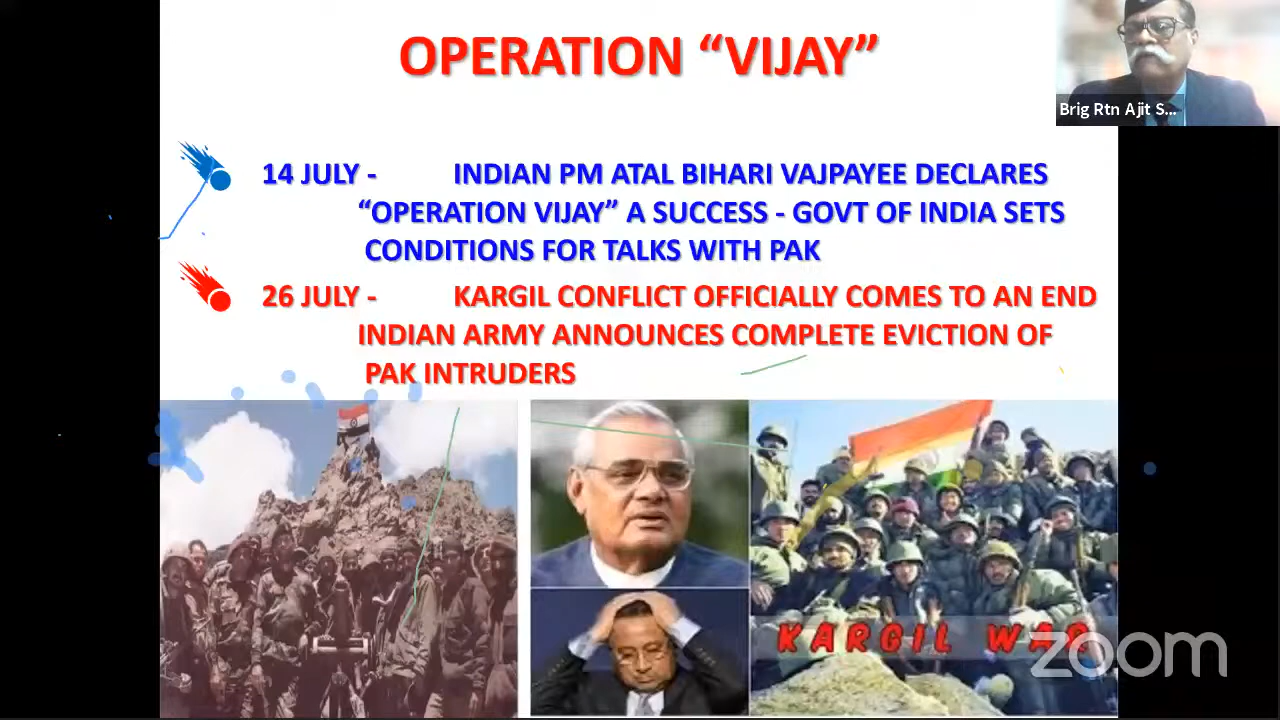 OPERATION “VIJAY”
Brig Rtn Ajit S...
14 JULY - INDIAN PM ATAL BIHARI VAJPAYEE DECLARES
“OPERATION VIJAY” A SUCCESS - GOVT OF INDIA SETS
CONDITIONS FOR TALKS WITH PAK
26 JULY - KARGIL CONFLICT OFFICIALLY COMES TO AN END
INDIAN ARMY ANNOUNCES COMPLETE EVICTION OF
PAK INTRUDERS
KARGIL WAR
zoom